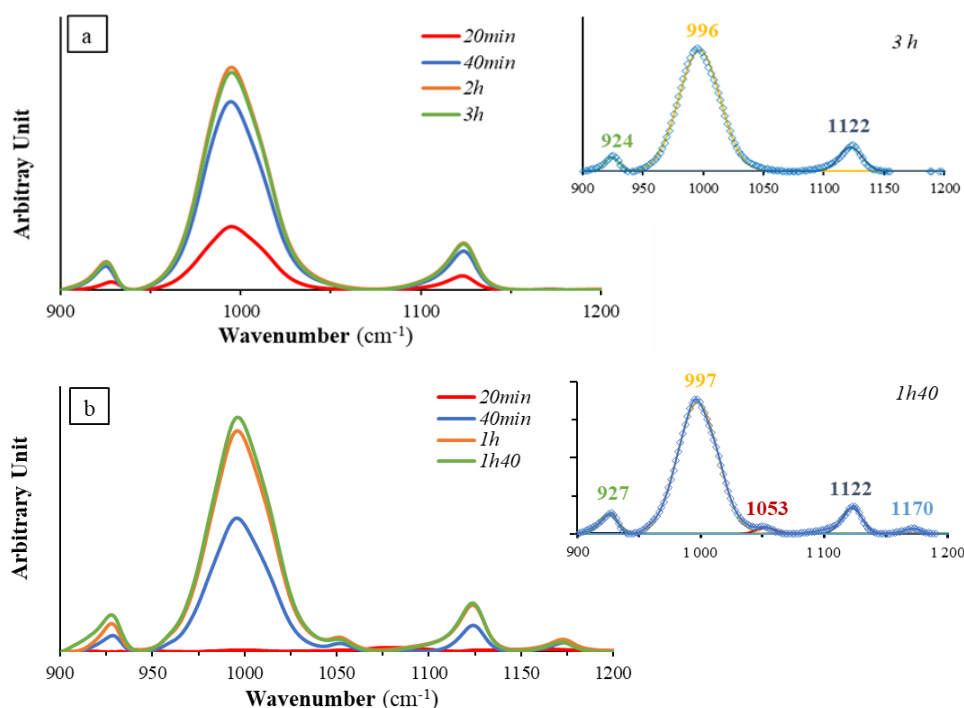 a
20min
40min
2h
3h
Arbitray Unit
900 1000 1100 1200
Wavenumber (cm-1)
996
3 h
924
1122
900 950 1000 1050 1100 1150 1200
b
20min
40min
1h
1h40
Arbitrary Unit
900 950 1000 1050 1100 1150 1200
Wavenumber (cm-1)
997
1h40
927
1053
1122
1170
900 1 000 1 100 1 200